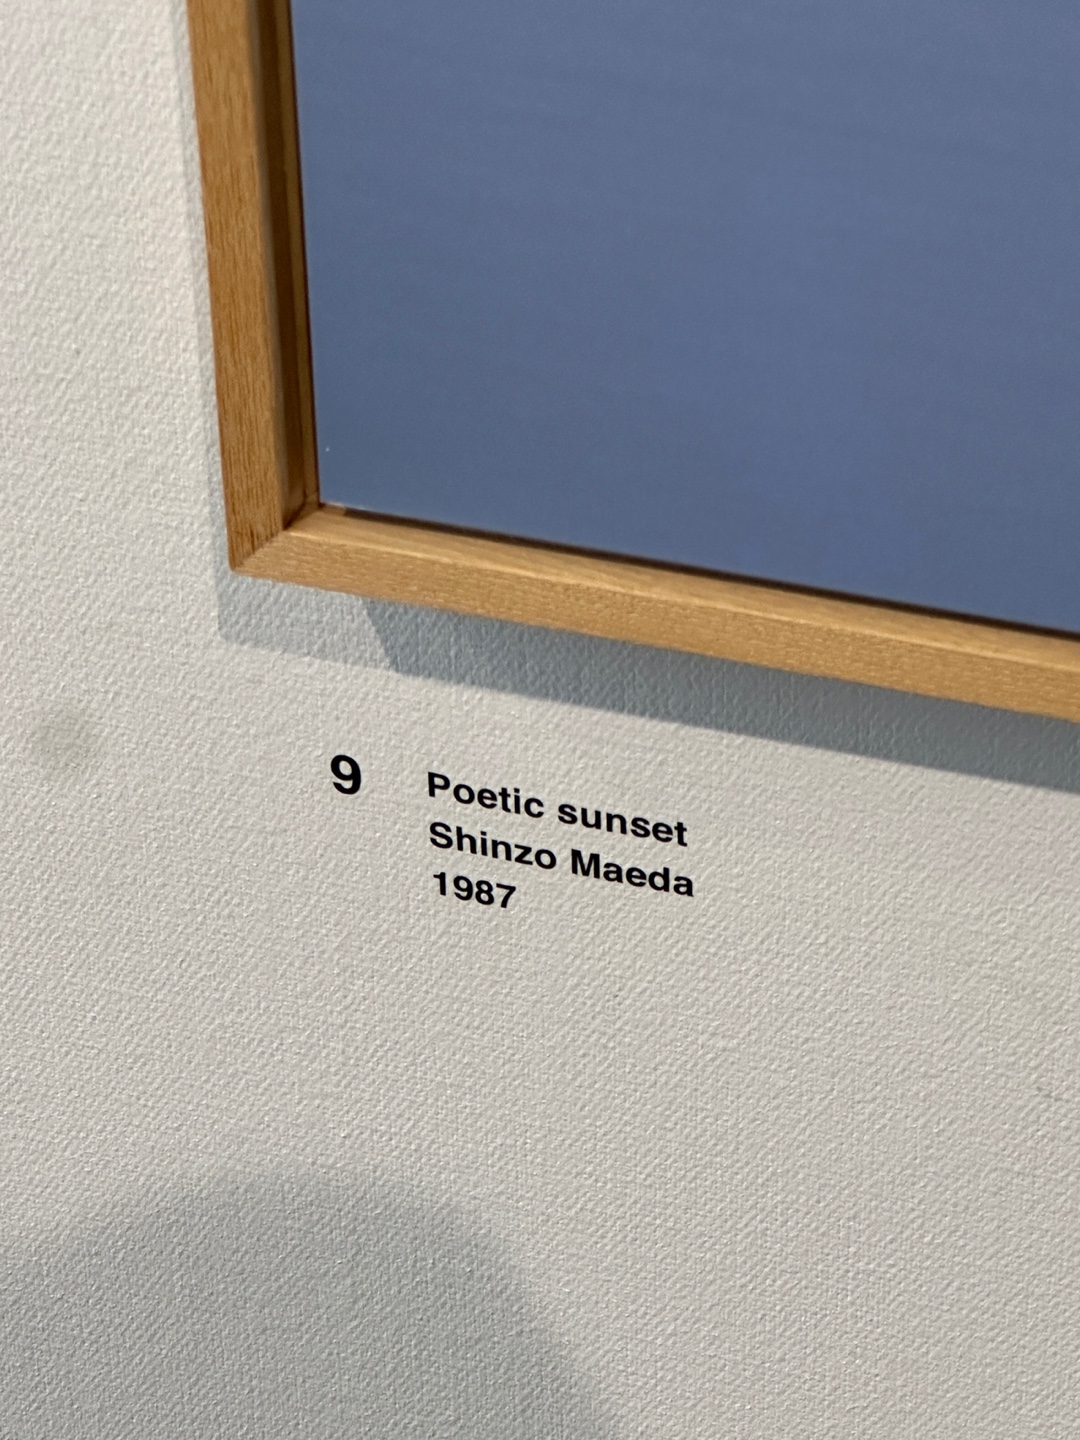 9 Poetic sunset
Shinzo Maeda
1987